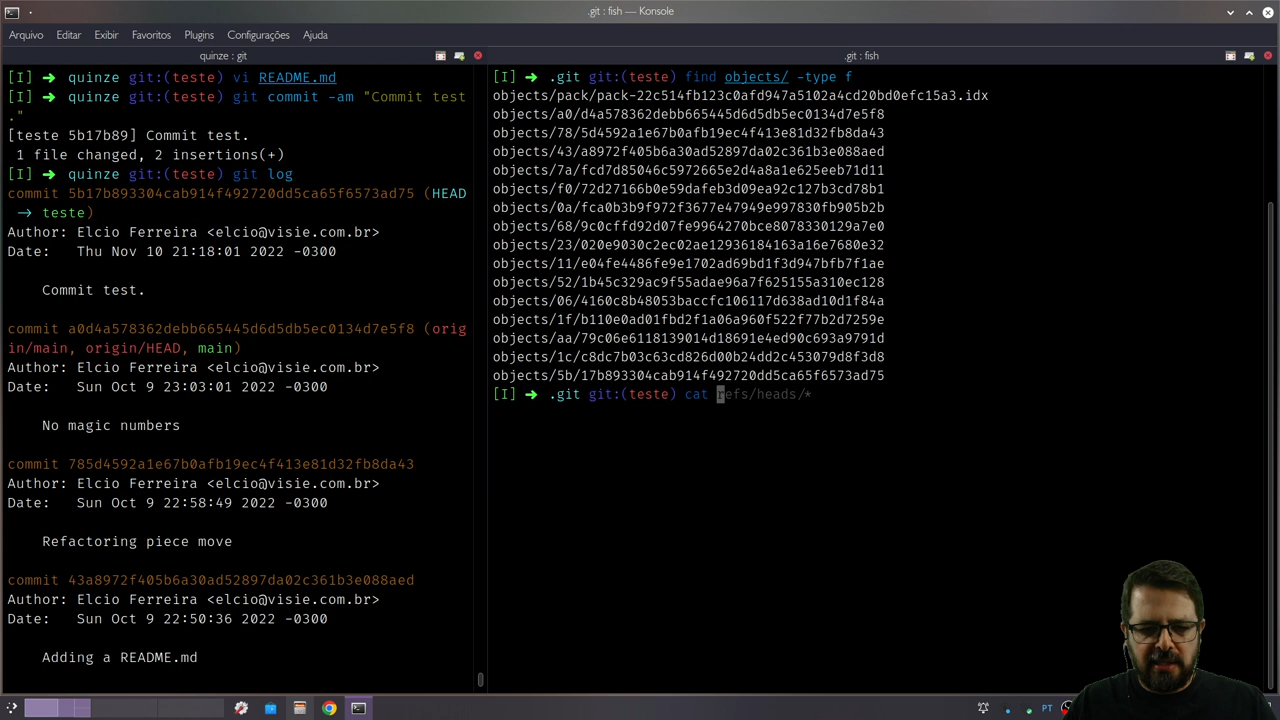 .git : fish — Konsole
Arquivo Editar Exibir Favoritos Plugins Configurações Ajuda
quinze : git
[I] ➜ quinze git:(teste) vi README.md
[I] ➜ quinze git:(teste) git commit -am "Commit test
."
[teste 5b17b89] Commit test.
1 file changed, 2 insertions(+)
[I] ➜ quinze git:(teste) git log
commit 5b17b893304cab914f492720dd5ca65f6573ad75 (HEAD
→ teste)
Author: Elcio Ferreira <elcio@visie.com.br>
Date: Thu Nov 10 21:18:01 2022 -0300
Commit test.
commit a0d4a578362debb665445d6d5db5ec0134d7e5f8 (orig
in/main, origin/HEAD, main)
Author: Elcio Ferreira <elcio@visie.com.br>
Date: Sun Oct 9 23:03:01 2022 -0300
No magic numbers
commit 785d4592a1e67b0afb19ec4f413e81d32fb8da43
Author: Elcio Ferreira <elcio@visie.com.br>
Date: Sun Oct 9 22:58:49 2022 -0300
Refactoring piece move
commit 43a8972f405b6a30ad52897da02c361b3e088aed
Author: Elcio Ferreira <elcio@visie.com.br>
Date: Sun Oct 9 22:50:36 2022 -0300
Adding a README.md
.git : fish
[I] ➜ .git git:(teste) find objects/ -type f
objects/pack/pack-22c514fb123c0afd947a5102a4cd20bd0efc15a3.idx
objects/a0/d4a578362debb665445d6d5db5ec0134d7e5f8
objects/78/5d4592a1e67b0afb19ec4f413e81d32fb8da43
objects/43/a8972f405b6a30ad52897da02c361b3e088aed
objects/7a/fcd7d85046c5972665e2d4a8a1e625eeb71d11
objects/f0/72d27166b0e59dafeb3d09ea92c127b3cd78b1
objects/0a/fca0b3b9f972f3677e47949e997830fb905b2b
objects/68/9c0cffd92d07fe9964270bce8078330129a7e0
objects/23/020e9030c2ec02ae12936184163a16e7680e32
objects/11/e04fe4486fe9e1702ad69bd1f3d947bfb7f1ae
objects/52/1b45c329ac9f55adae96a7f625155a310ec128
objects/06/4160c8b48053baccfc106117d638ad10d1f84a
objects/1f/b110e0ad01fbd2f1a06a960f522f77b2d7259e
objects/aa/79c06e6118139014d18691e4ed90c693a9791d
objects/1c/c8dc7b03c63cd826d00b24dd2c453079d8f3d8
objects/5b/17b893304cab914f492720dd5ca65f6573ad75
[I] ➜ .git git:(teste) cat refs/heads/*
PT